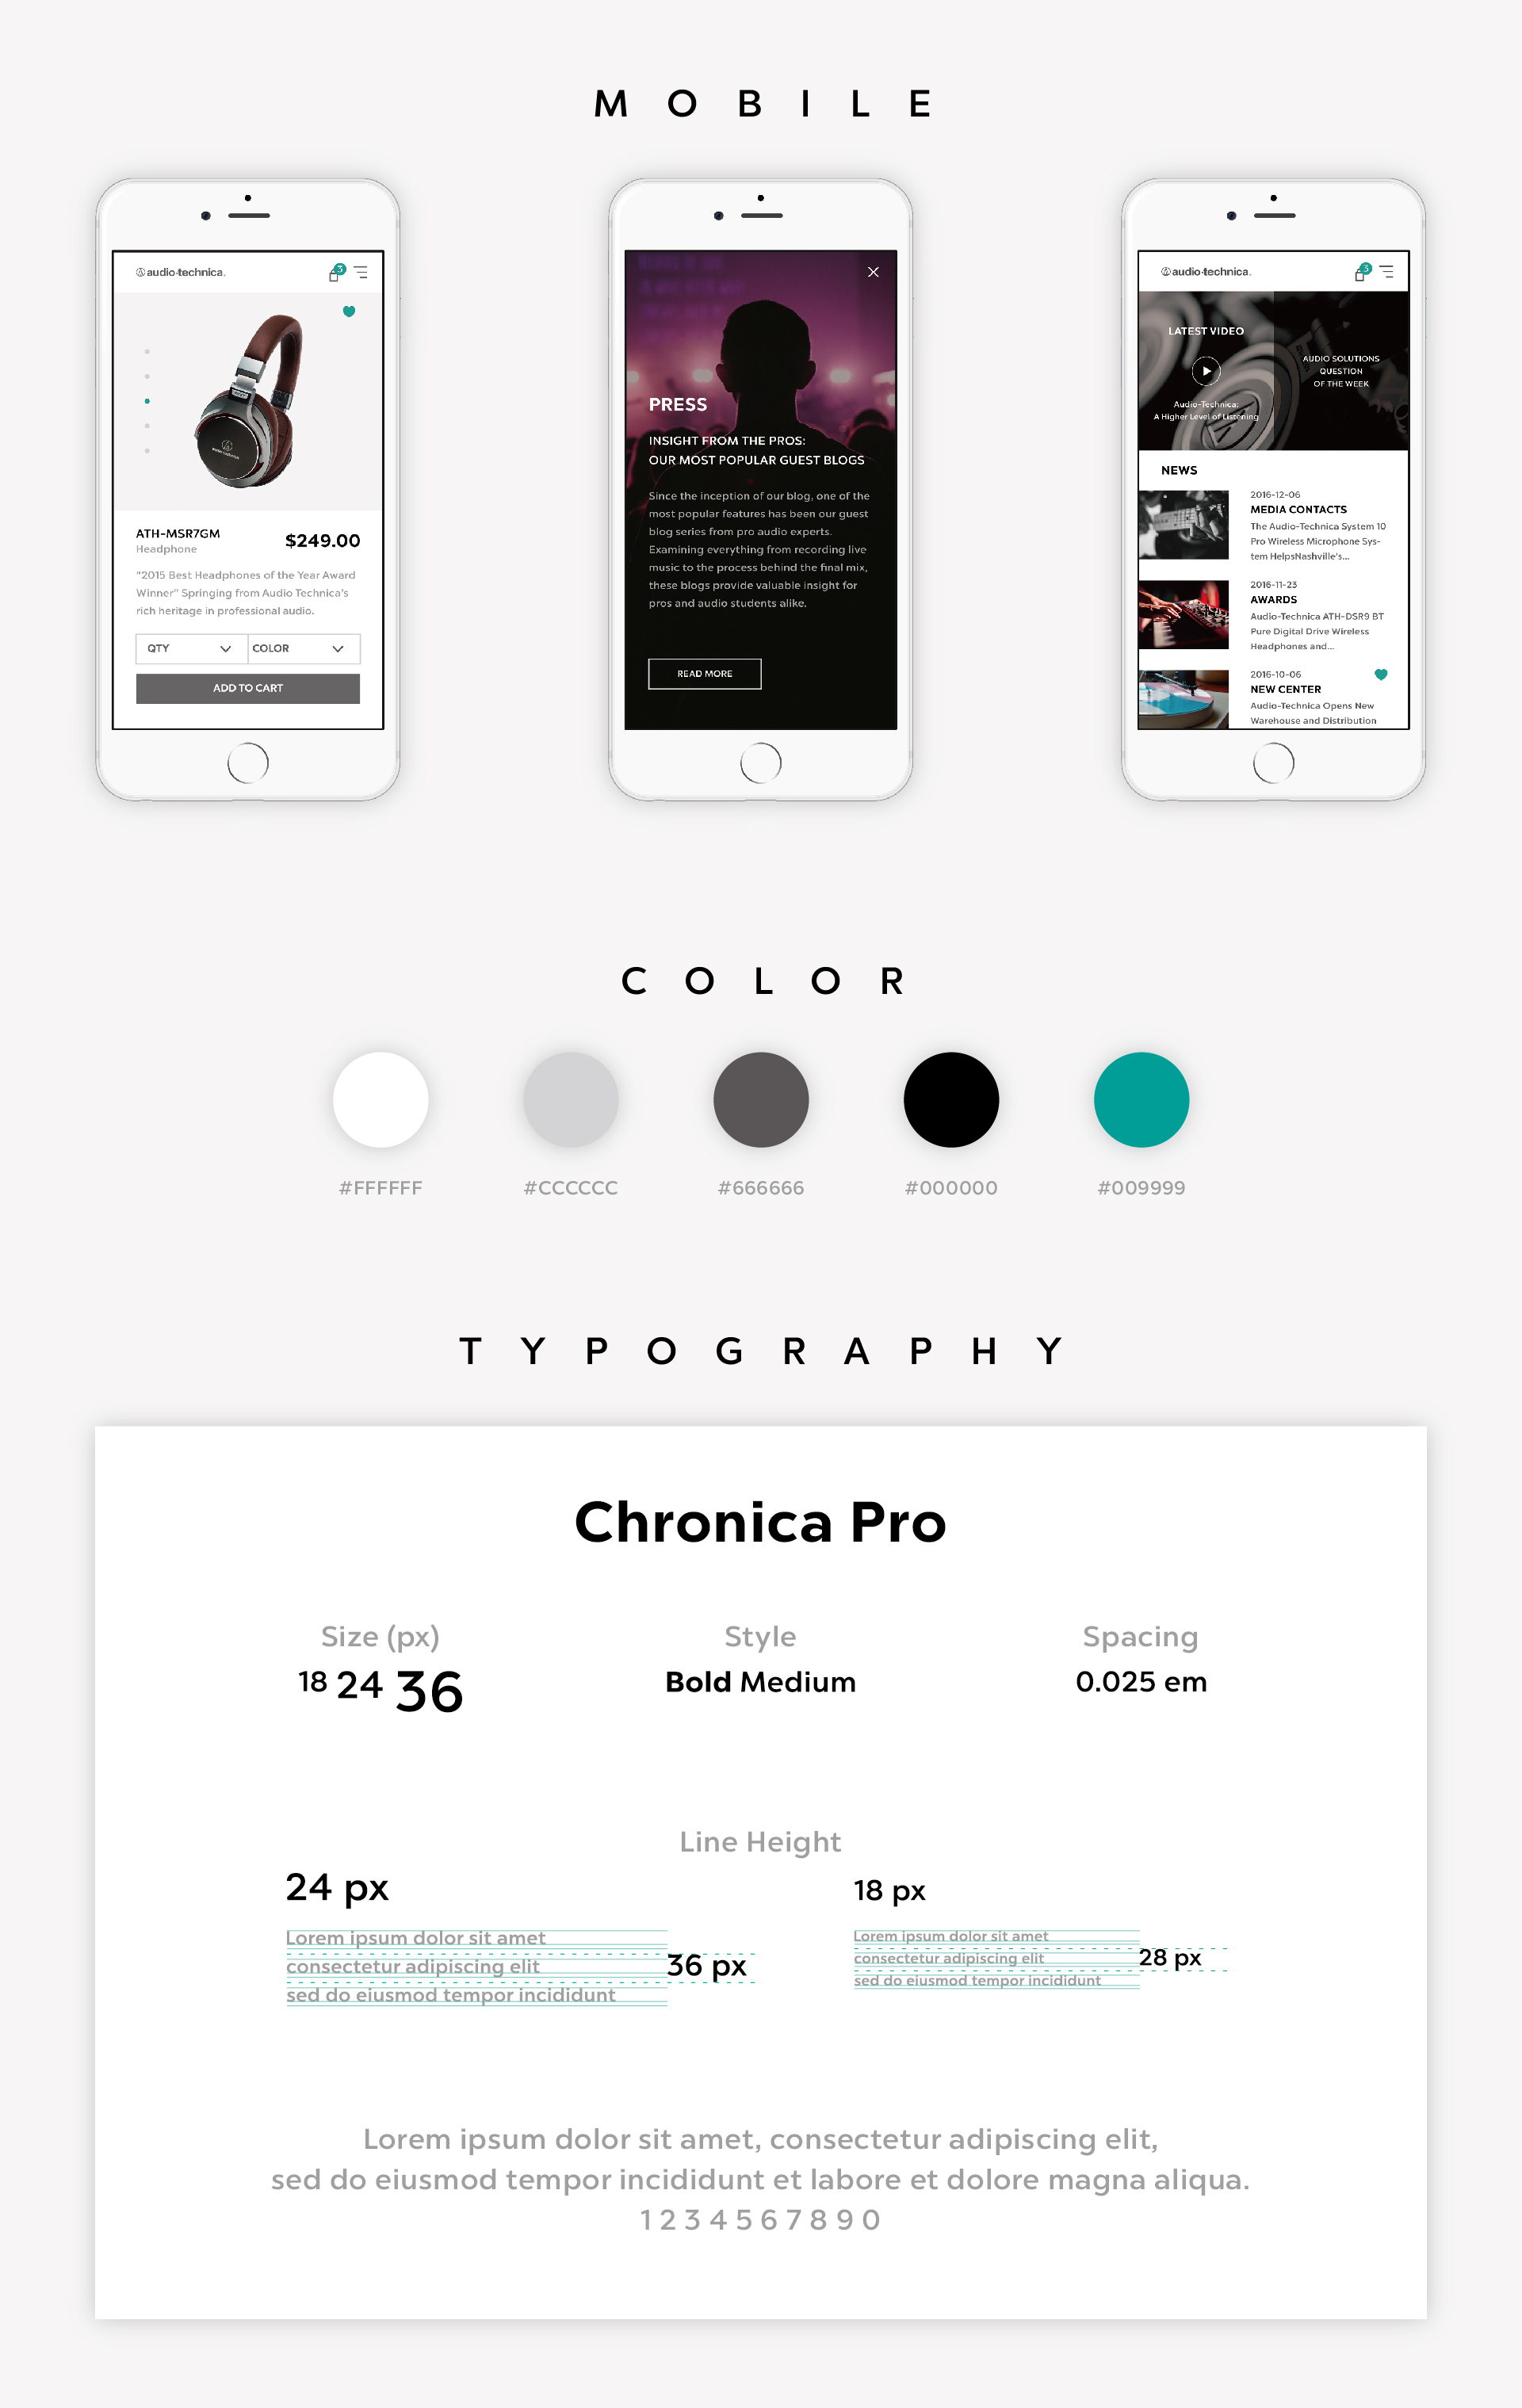 MOBILE
audio-technica.
3
ATH-MSR7GM
Headphone
$249.00
"2015 Best Headphones of the Year Award
Winner" Springing from Audio Technica's
rich heritage in professional audio.
QTY
COLOR
ADD TO CART
PRESS
INSIGHT FROM THE PROS:
OUR MOST POPULAR GUEST BLOGS
Since the inception of our blog, one of the
most popular features has been our guest
blog series from pro audio experts.
Examining everything from recording live
music to the process behind the final mix,
these blogs provide valuable insight for
pros and audio students alike.
READ MORE
audio-technica.
3
LATEST VIDEO
Audio-Technica:
A Higher Level of Listening
AUDIO SOLUTIONS
QUESTION
OF THE WEEK
NEWS
2016-12-06
MEDIA CONTACTS
The Audio-Technica System 10
Pro Wireless Microphone Sys-
tem HelpsNashville's...
2016-11-23
AWARDS
Audio-Technica ATH-DSR9 BT
Pure Digital Drive Wireless
Headphones and...
2016-10-06
NEW CENTER
Audio-Technica Opens New
Warehouse and Distribution
COLOR
#FFFFFF
#CCCCCC
#666666
#000000
#009999
TYPOGRAPHY
Chronica Pro
Size (px)
18 24 36
Style
Bold Medium
Spacing
0.025 em
Line Height
24 px
Lorem ipsum dolor sit amet
consectetur adipiscing elit
sed do eiusmod tempor incididunt
36 px
18 px
Lorem ipsum dolor sit amet
consectetur adipiscing elit
sed do eiusmod tempor incididunt
28 px
Lorem ipsum dolor sit amet, consectetur adipiscing elit,
sed do eiusmod tempor incididunt et labore et dolore magna aliqua.
1 2 3 4 5 6 7 8 9 0